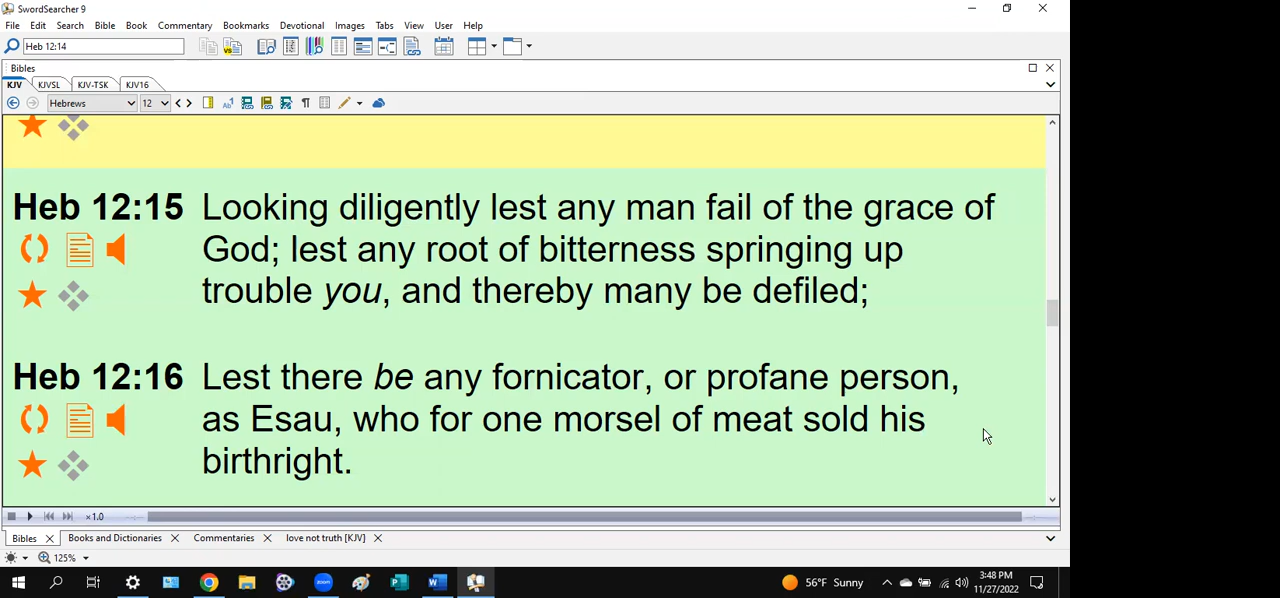 SwordSearcher 9
File Edit Search Bible Book Commentary Bookmarks Devotional Images Tabs View User Help
Heb 12:14
Bibles
KJV KJVSL KJV-TSK KJV16
Hebrews 12
Heb 12:15 Looking diligently lest any man fail of the grace of
God; lest any root of bitterness springing up
trouble you, and thereby many be defiled;
Heb 12:16 Lest there be any fornicator, or profane person,
as Esau, who for one morsel of meat sold his
birthright.
×1.0
Bibles Books and Dictionaries Commentaries love not truth [KJV]
125%
56°F Sunny 3:48 PM
11/27/2022